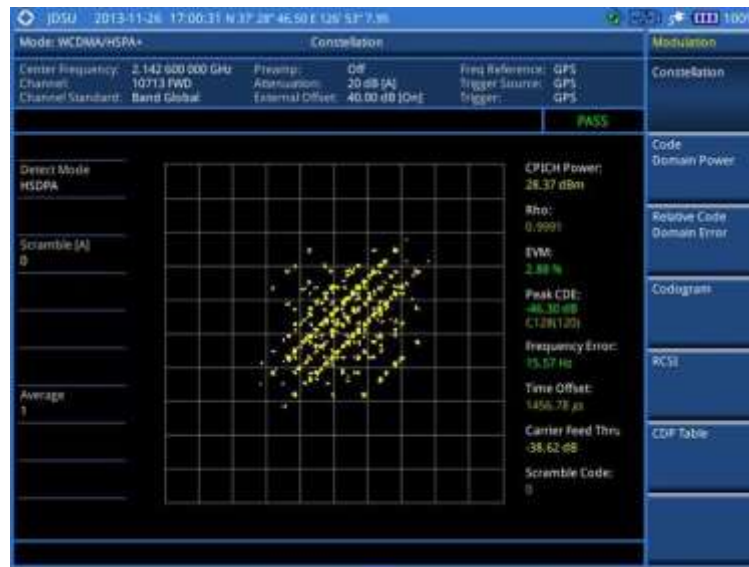 JDSU 2013-11-26 17:00:31 N 37° 28" 46.50 E 126° 53" 7.95 100%
Mode: WCDMA/HSPA+ Constellation Modulation
Center Frequency: 2.142 600 000 GHz Preamp: Off Freq Reference: GPS
Channel: 10713 FWD Attenuation: 20 dB [A] Trigger Source: GPS
Channel Standard: Band Global External Offset: 40.00 dB [On] Trigger: GPS
Constellation
PASS
Code
Domain Power
Detect Mode
HSDPA
CPICH Power:
28.37 dBm
Rho:
0.9991
Relative Code
Domain Error
Scramble [A]
0
EVM:
2.88 %
Peak CDE:
-46.30 dB
C128(120)
Codogram
Frequency Error:
15.57 Hz
RCSI
Average
1
Time Offset:
1456.78 µs
Carrier Feed Thru
-38.62 dB
CDP Table
Scramble Code:
0